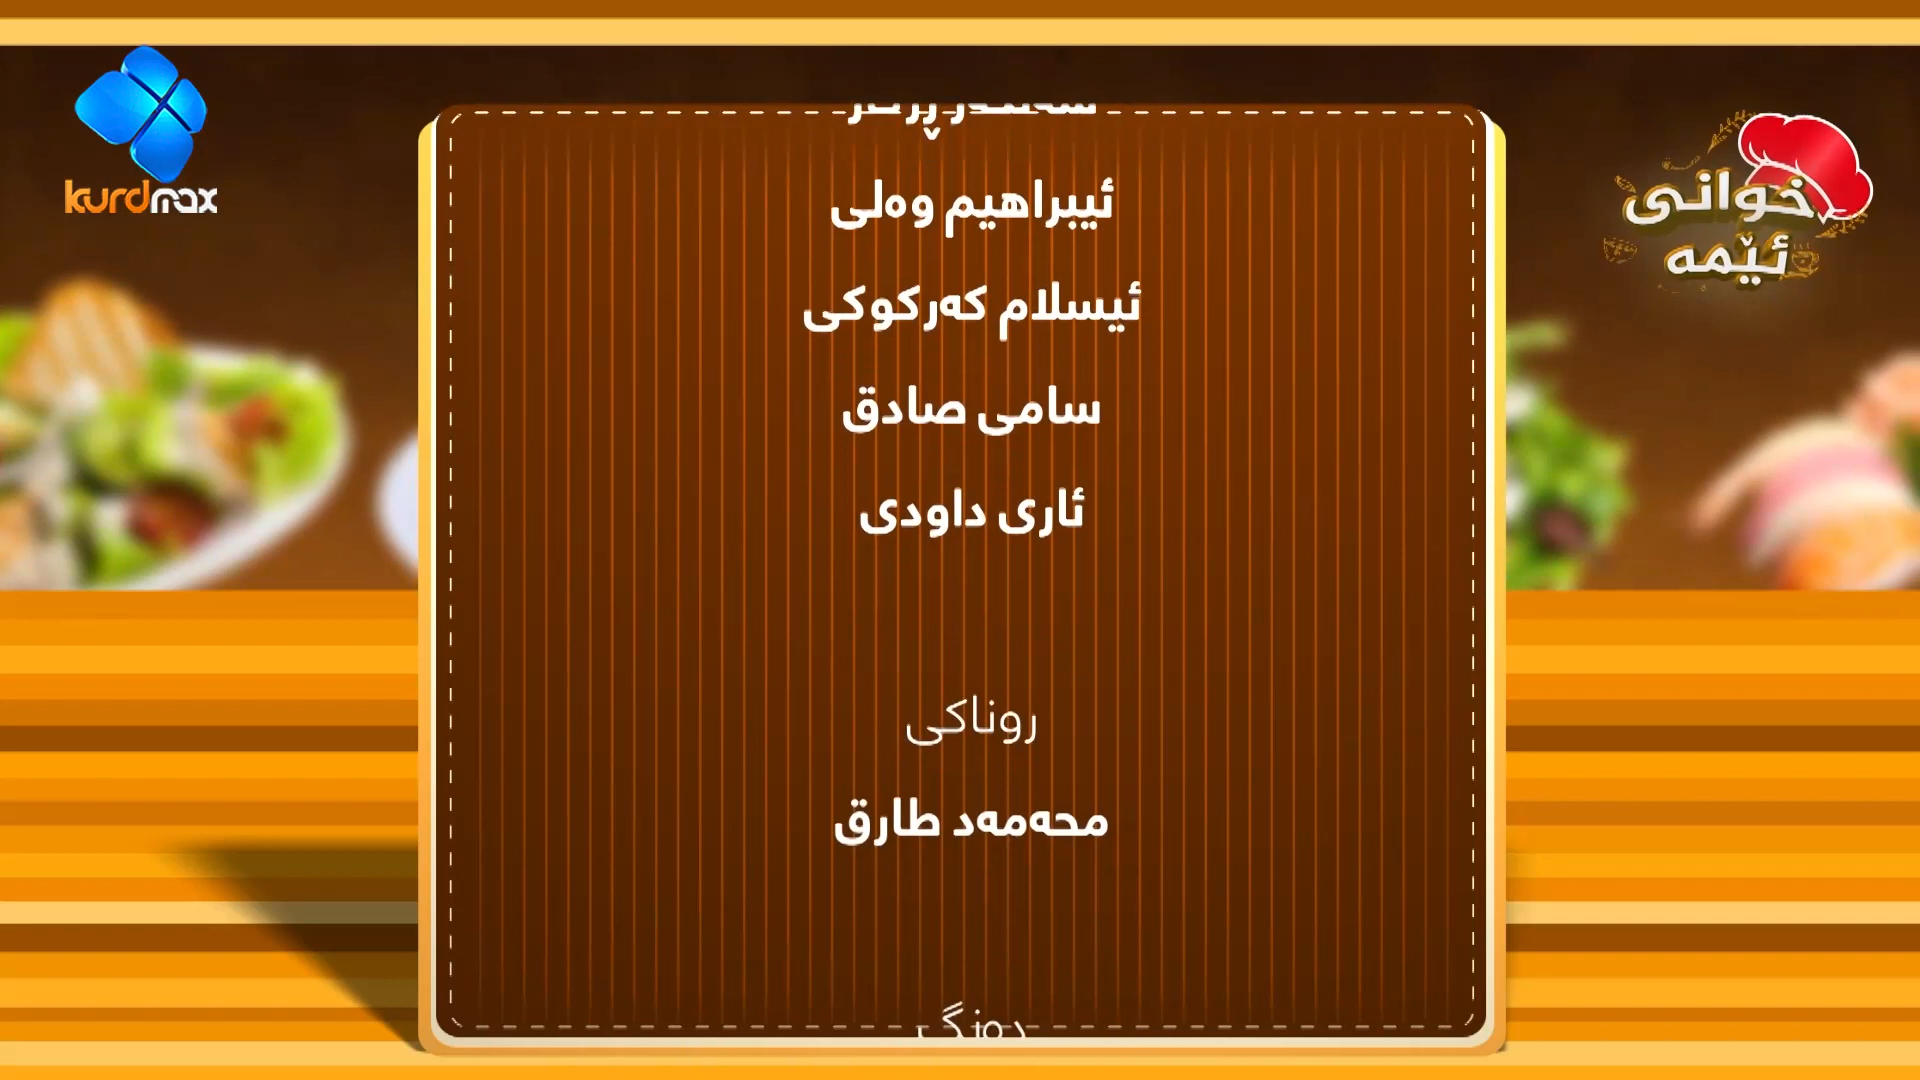 kurdmax
خوانی
ئێمە
ئیبراهیم وەلی
ئیسلام کەرکوکی
سامی صادق
ئاری داودی
روناکی
محەمەد طارق